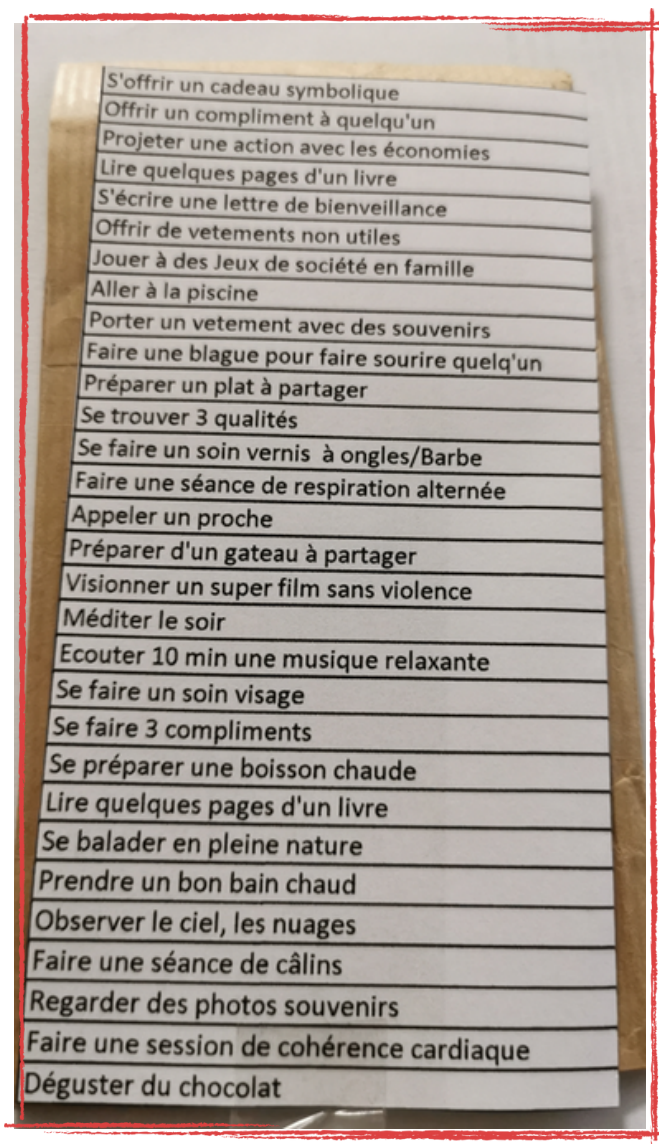 S'offrir un cadeau symbolique
Offrir un compliment à quelqu'un
Projeter une action avec les économies
Lire quelques pages d'un livre
S'écrire une lettre de bienveillance
Offrir de vetements non utiles
Jouer à des Jeux de société en famille
Aller à la piscine
Porter un vetement avec des souvenirs
Faire une blague pour faire sourire quelq'un
Préparer un plat à partager
Se trouver 3 qualités
Se faire un soin vernis à ongles/Barbe
Faire une séance de respiration alternée
Appeler un proche
Préparer d'un gateau à partager
Visionner un super film sans violence
Méditer le soir
Ecouter 10 min une musique relaxante
Se faire un soin visage
Se faire 3 compliments
Se préparer une boisson chaude
Lire quelques pages d'un livre
Se balader en pleine nature
Prendre un bon bain chaud
Observer le ciel, les nuages
Faire une séance de câlins
Regarder des photos souvenirs
Faire une session de cohérence cardiaque
Déguster du chocolat